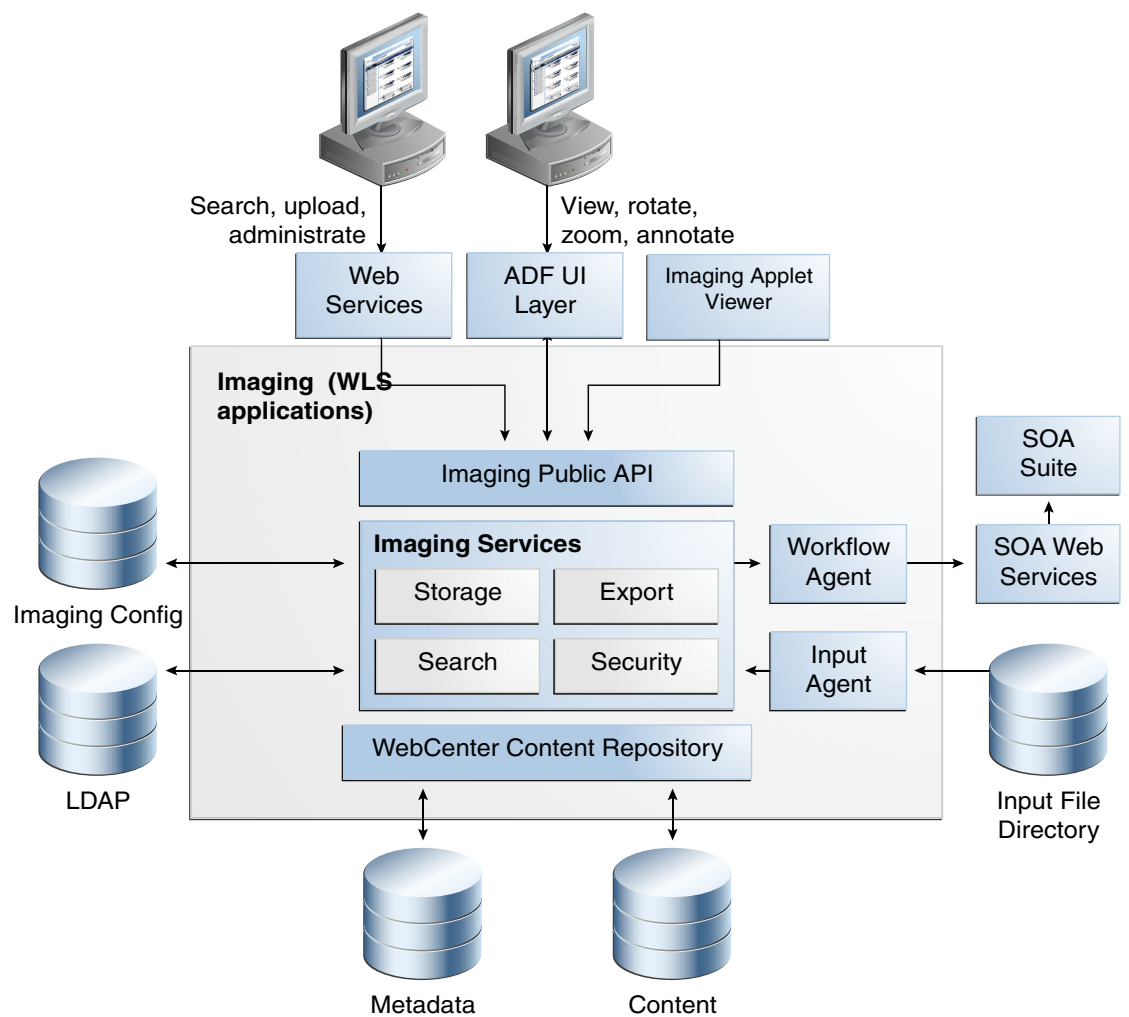 Search, upload,
administrate
View, rotate,
zoom, annotate
Web
Services
ADF UI
Layer
Imaging Applet
Viewer
Imaging (WLS
applications)
Imaging Public API
SOA
Suite
Imaging Services
Storage
Export
Search
Security
Workflow
Agent
SOA Web
Services
Input
Agent
Imaging Config
LDAP
WebCenter Content Repository
Input File
Directory
Metadata
Content